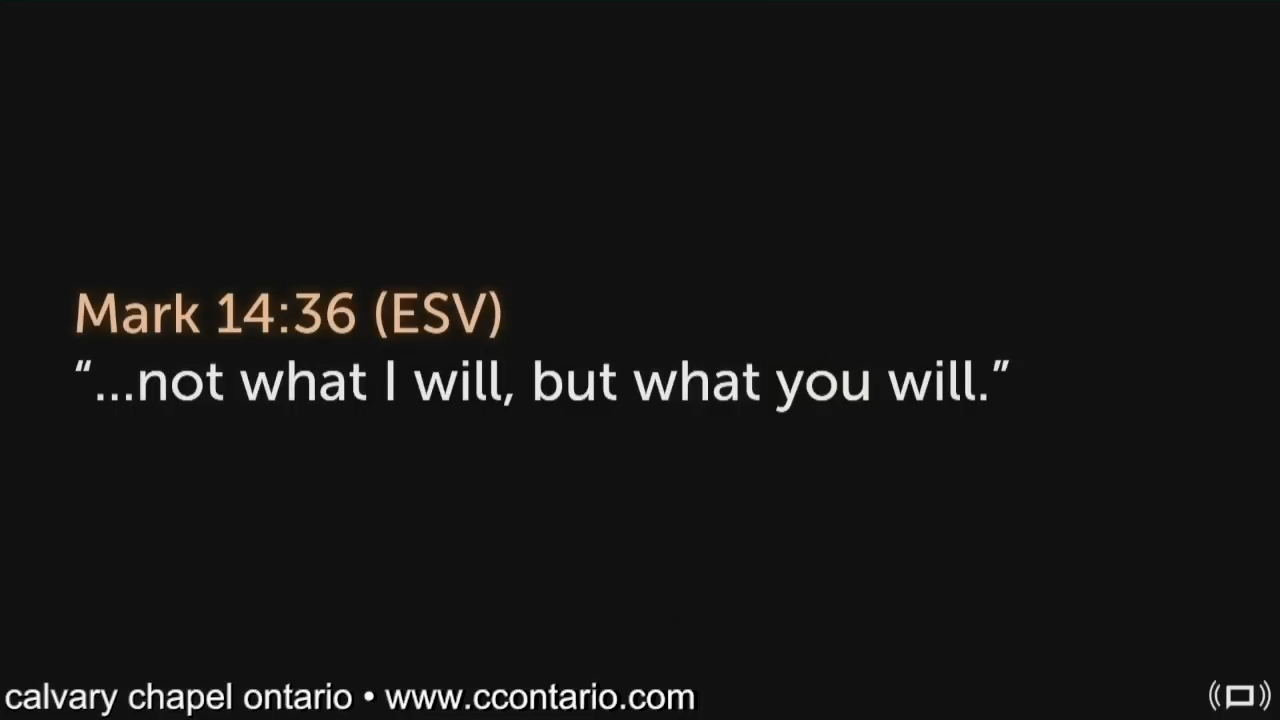 Mark 14:36 (ESV)
“...not what I will, but what you will.”
calvary chapel ontario • www.ccontario.com